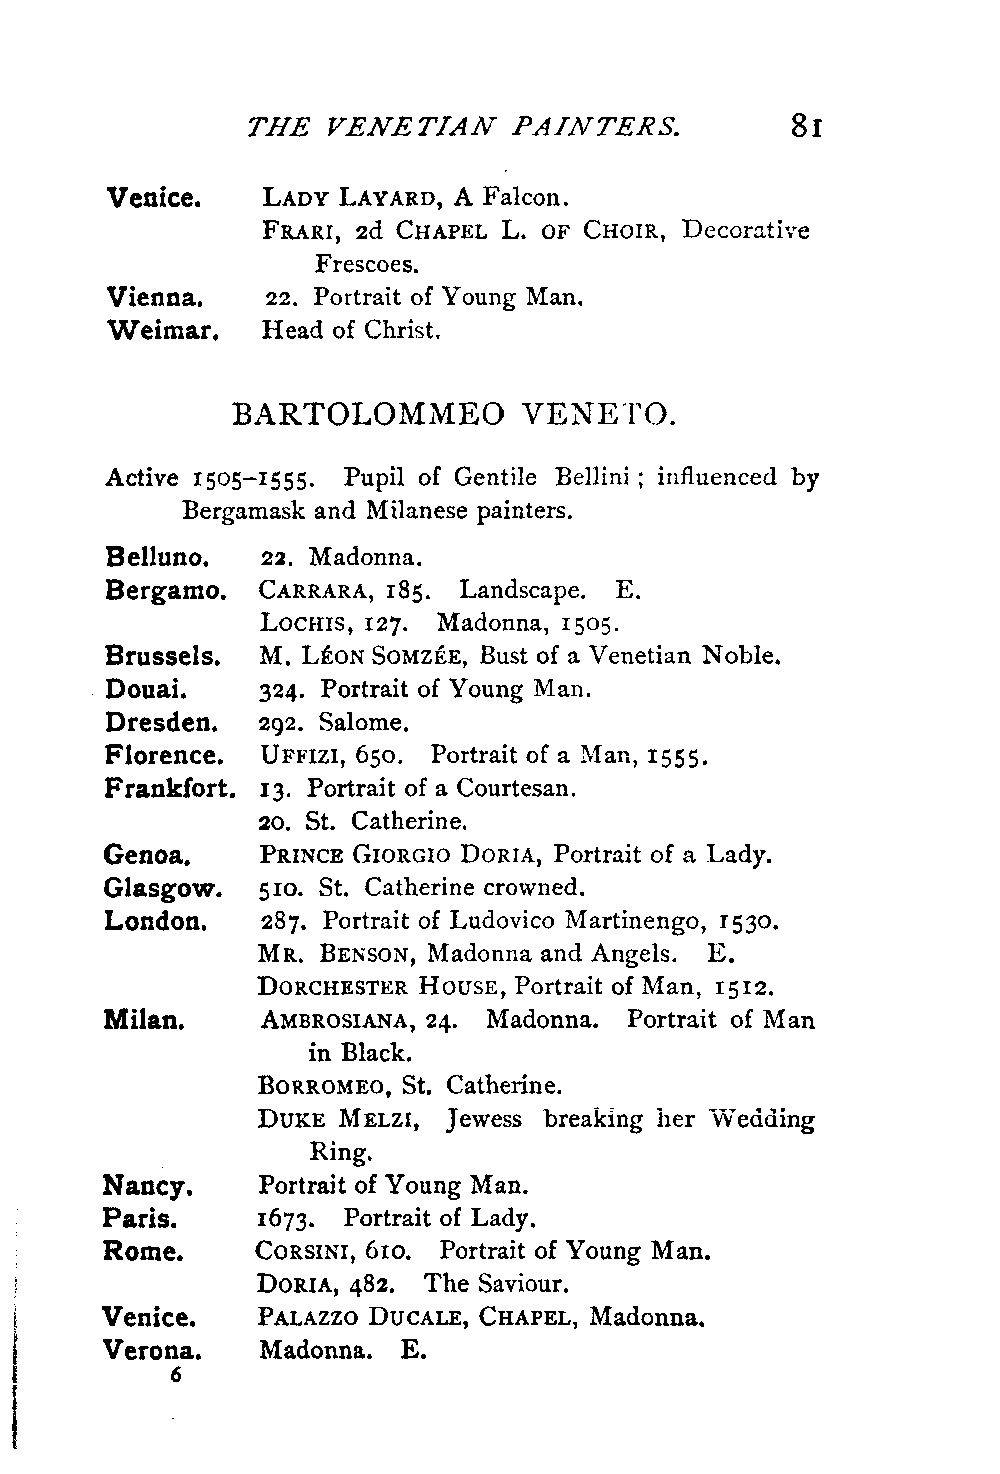 THE VENETIAN PAINTERS. 81
Venice. LADY LAYARD, A Falcon.
FRARI, 2d CHAPEL L. OF CHOIR, Decorative
Frescoes.
Vienna. 22. Portrait of Young Man.
Weimar. Head of Christ.
BARTOLOMMEO VENETO.
Active 1505–1555. Pupil of Gentile Bellini; influenced by
Bergamask and Milanese painters.
Belluno. 22. Madonna.
Bergamo. CARRARA, 185. Landscape. E.
LOCHIS, 127. Madonna, 1505.
Brussels. M. LÉON SOMZÉE, Bust of a Venetian Noble.
Douai. 324. Portrait of Young Man.
Dresden. 292. Salome.
Florence. UFFIZI, 650. Portrait of a Man, 1555.
Frankfort. 13. Portrait of a Courtesan.
20. St. Catherine.
Genoa. PRINCE GIORGIO DORIA, Portrait of a Lady.
Glasgow. 510. St. Catherine crowned.
London. 287. Portrait of Ludovico Martinengo, 1530.
MR. BENSON, Madonna and Angels. E.
DORCHESTER HOUSE, Portrait of Man, 1512.
Milan. AMBROSIANA, 24. Madonna. Portrait of Man
in Black.
BORROMEO, St. Catherine.
DUKE MELZI, Jewess breaking her Wedding
Ring.
Nancy. Portrait of Young Man.
Paris. 1673. Portrait of Lady.
Rome. CORSINI, 610. Portrait of Young Man.
DORIA, 482. The Saviour.
Venice. PALAZZO DUCALE, CHAPEL, Madonna.
Verona. Madonna. E.
6